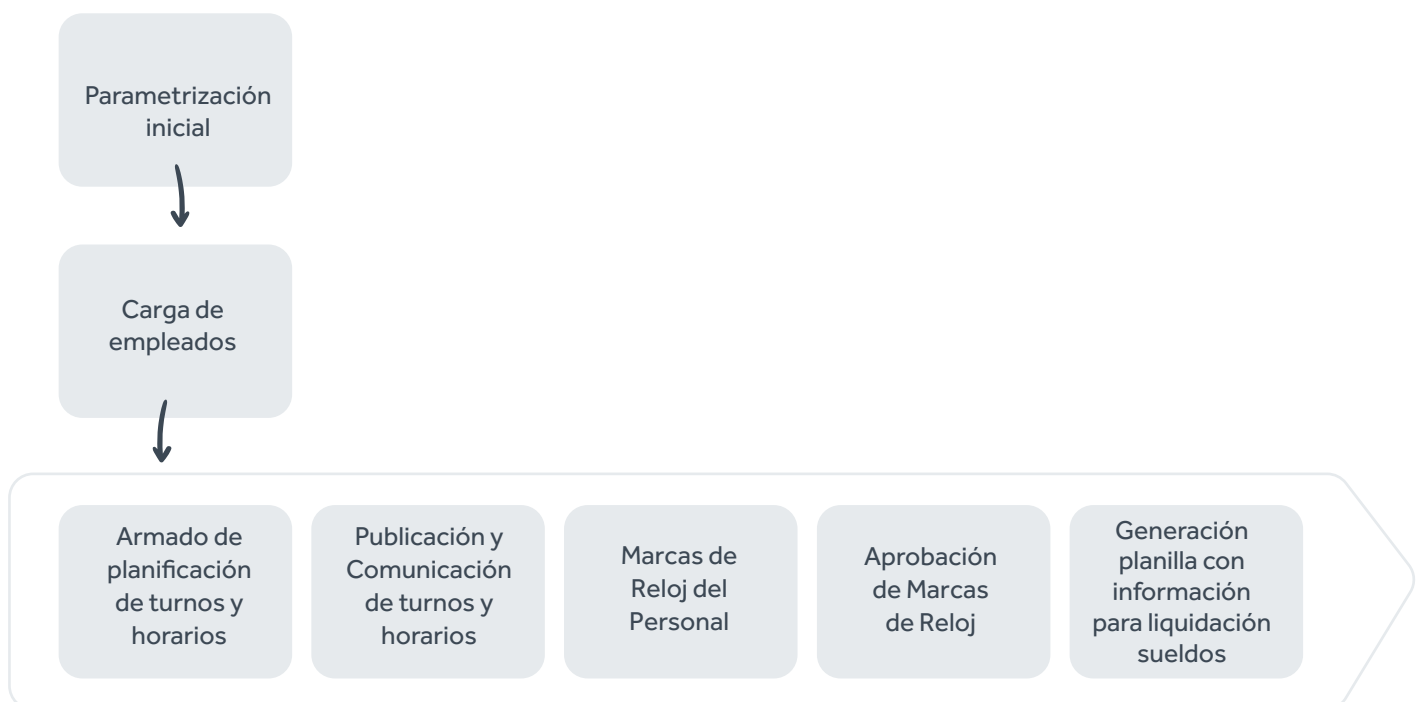 Parametrización
inicial
Carga de
empleados
Armado de
planificación
de turnos y
horarios
Publicación y
Comunicación
de turnos y
horarios
Marcas de
Reloj del
Personal
Aprobación
de Marcas
de Reloj
Generación
planilla con
información
para liquidación
sueldos